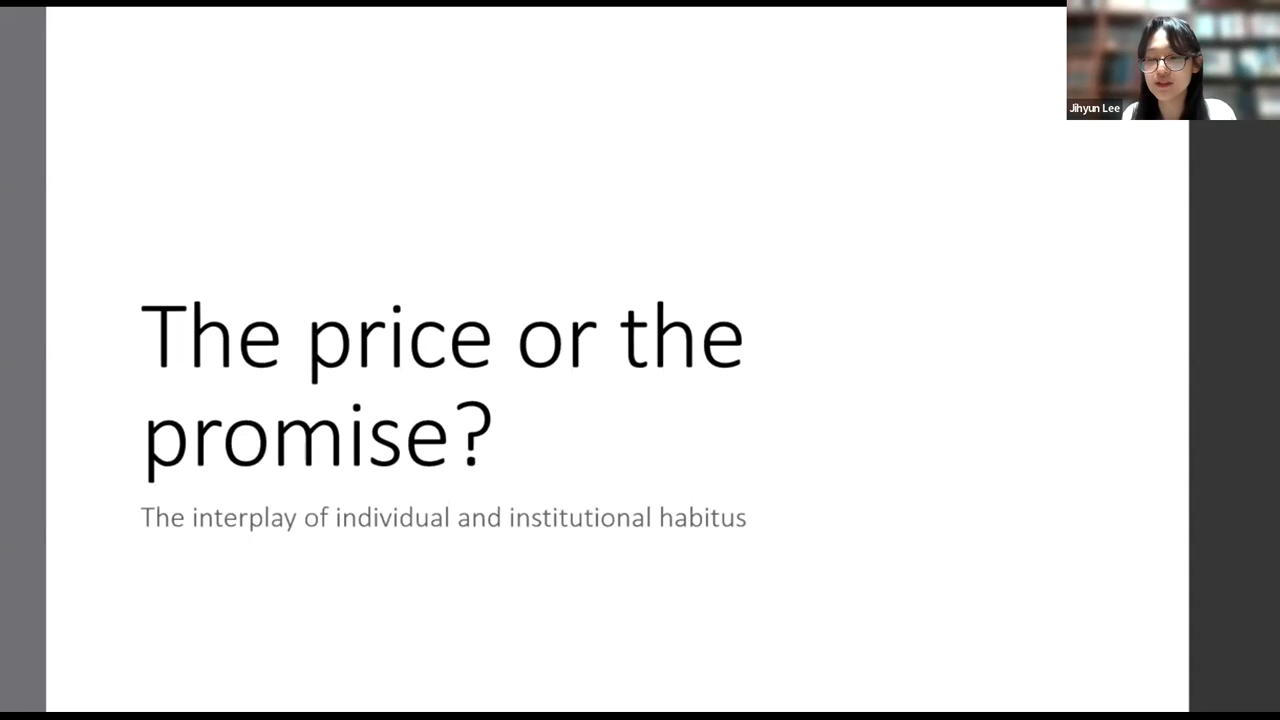 Jihyun Lee
The price or the
promise?
The interplay of individual and institutional habitus